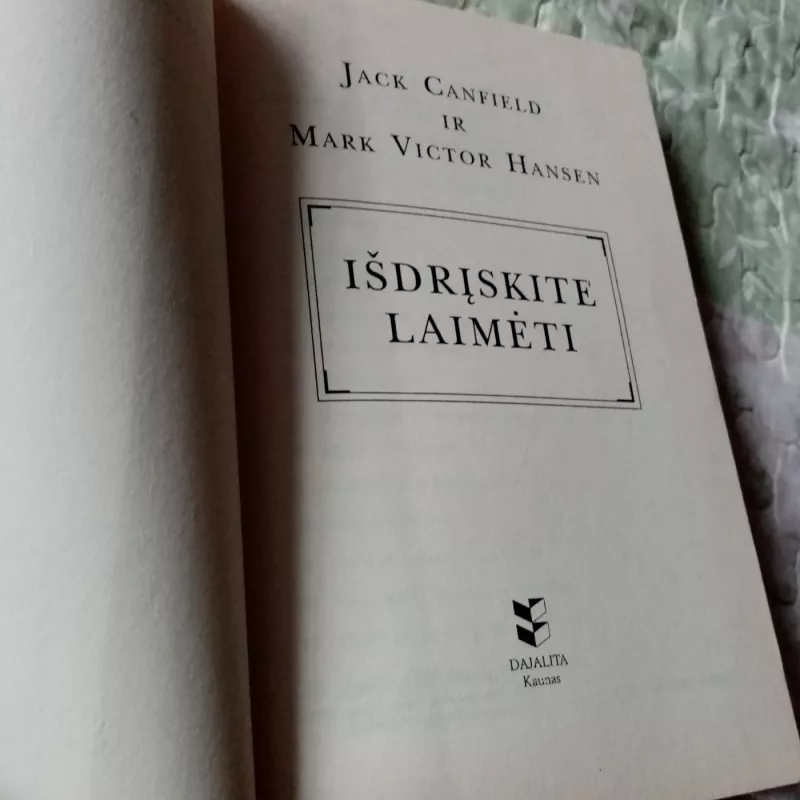 JACK CANFIELD
IR
MARK VICTOR HANSEN
IŠDRĮSKITE
LAIMĖTI
DAJALITA
Kaunas